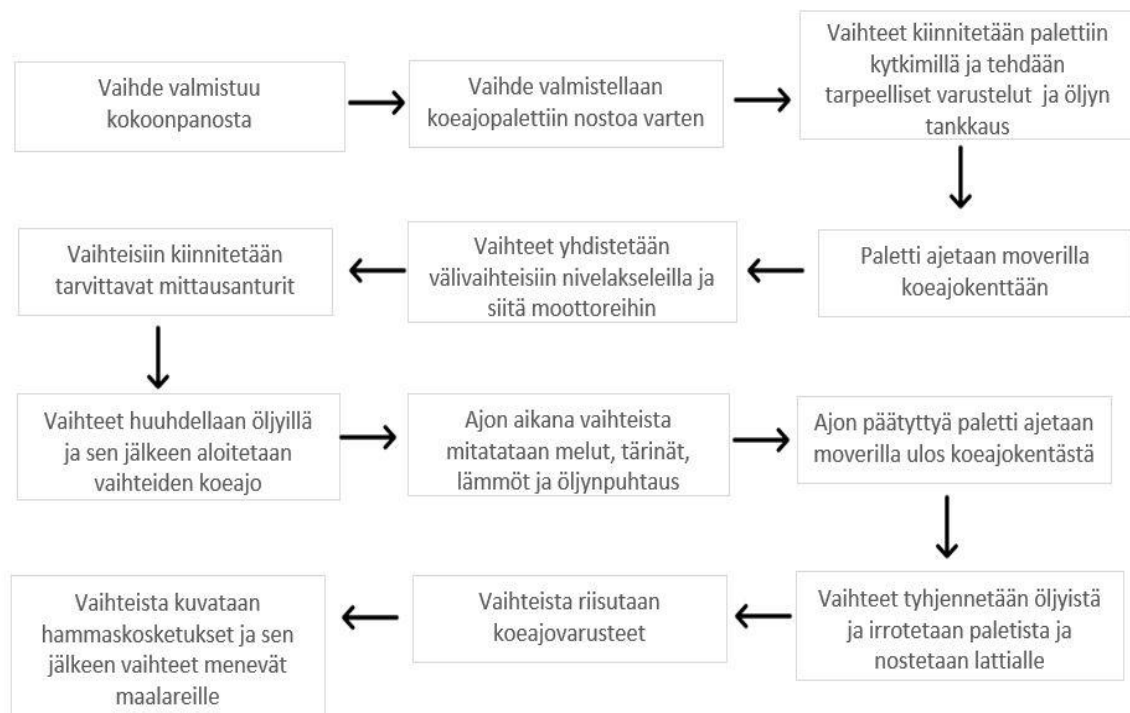 Vaihde valmistuu
kokoonpanosta
Vaihde valmistellaan
koeajopalettiin nostoa varten
Vaihteet kiinnitetään palettiin
kytkimillä ja tehdään
tarpeelliset varustelut ja öljyn
tankkaus
Paletti ajetaan moverilla
koeajokenttään
Vaihteet yhdistetään
välivaihteisiin nivelakseleilla ja
siitä moottoreihin
Vaihteisiin kiinnitetään
tarvittavat mittausanturit
Vaihteet huuhdellaan öljyillä
ja sen jälkeen aloitetaan
vaihteiden koeajo
Ajon aikana vaihteista
mitatataan melut, tärinät,
lämmöt ja öljynpuhtaus
Ajon päätyttyä paletti ajetaan
moverilla ulos koeajokentästä
Vaihteet tyhjennetään öljyistä
ja irrotetaan paletista ja
nostetaan lattialle
Vaihteista riisutaan
koeajovarusteet
Vaihteista kuvataan
hammaskosketukset ja sen
jälkeen vaihteet menevät
maalareille